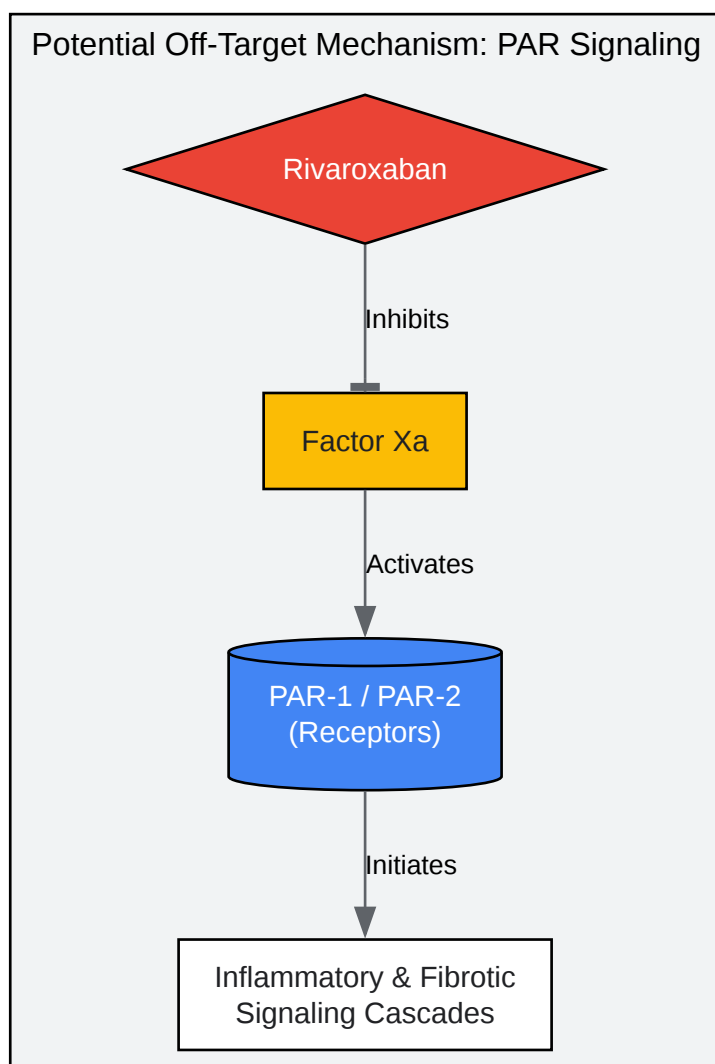 Potential Off-Target Mechanism: PAR Signaling
Rivaroxaban
Inhibits
Factor Xa
Activates
PAR-1 / PAR-2
(Receptors)
Initiates
Inflammatory & Fibrotic
Signaling Cascades